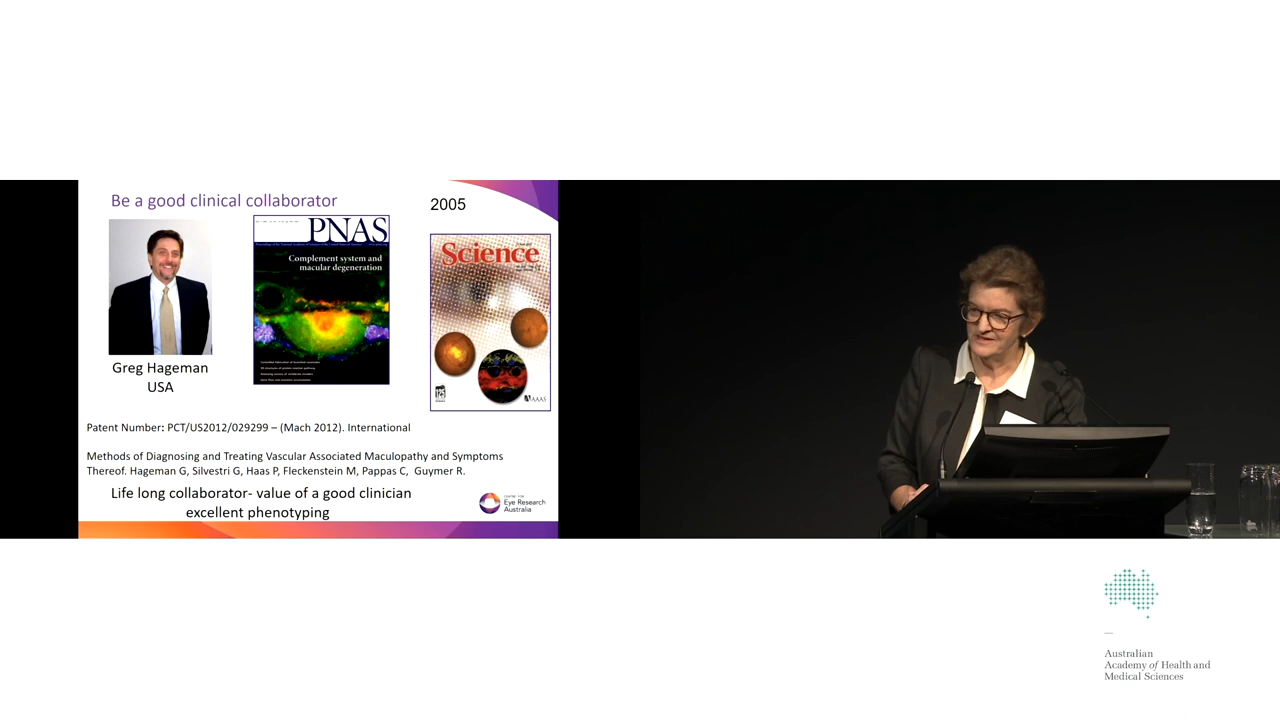 Be a good clinical collaborator
2005
PNAS
Complement system and
macular degeneration
Science
AAAS
Greg Hageman
USA
Patent Number: PCT/US2012/029299 – (Mach 2012). International
Methods of Diagnosing and Treating Vascular Associated Maculopathy and Symptoms
Thereof. Hageman G, Silvestri G, Haas P, Fleckenstein M, Pappas C, Guymer R.
Life long collaborator- value of a good clinician
excellent phenotyping
CENTRE FOR
Eye Research
Australia
Australian
Academy of Health and
Medical Sciences